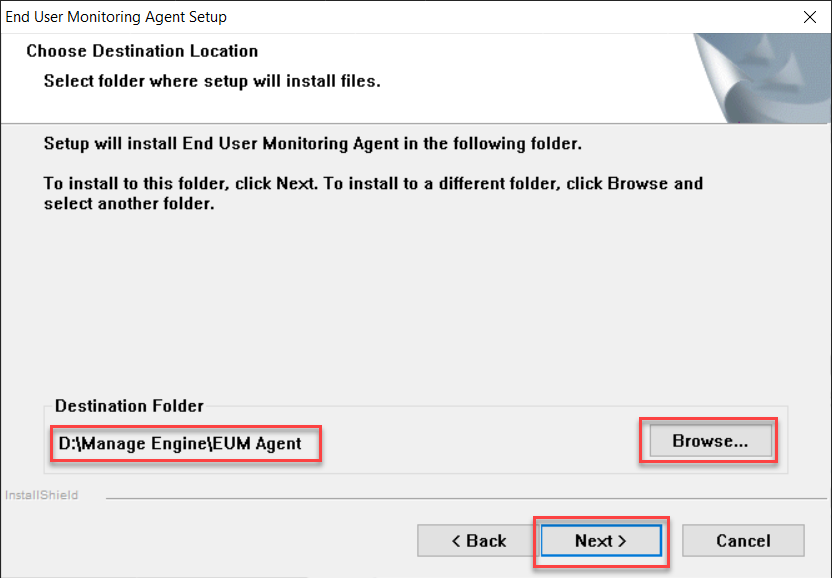 End User Monitoring Agent Setup
Choose Destination Location
Select folder where setup will install files.
Setup will install End User Monitoring Agent in the following folder.
To install to this folder, click Next. To install to a different folder, click Browse and
select another folder.
Destination Folder
D:\Manage Engine\EUM Agent
Browse...
InstallShield
< Back
Next >
Cancel